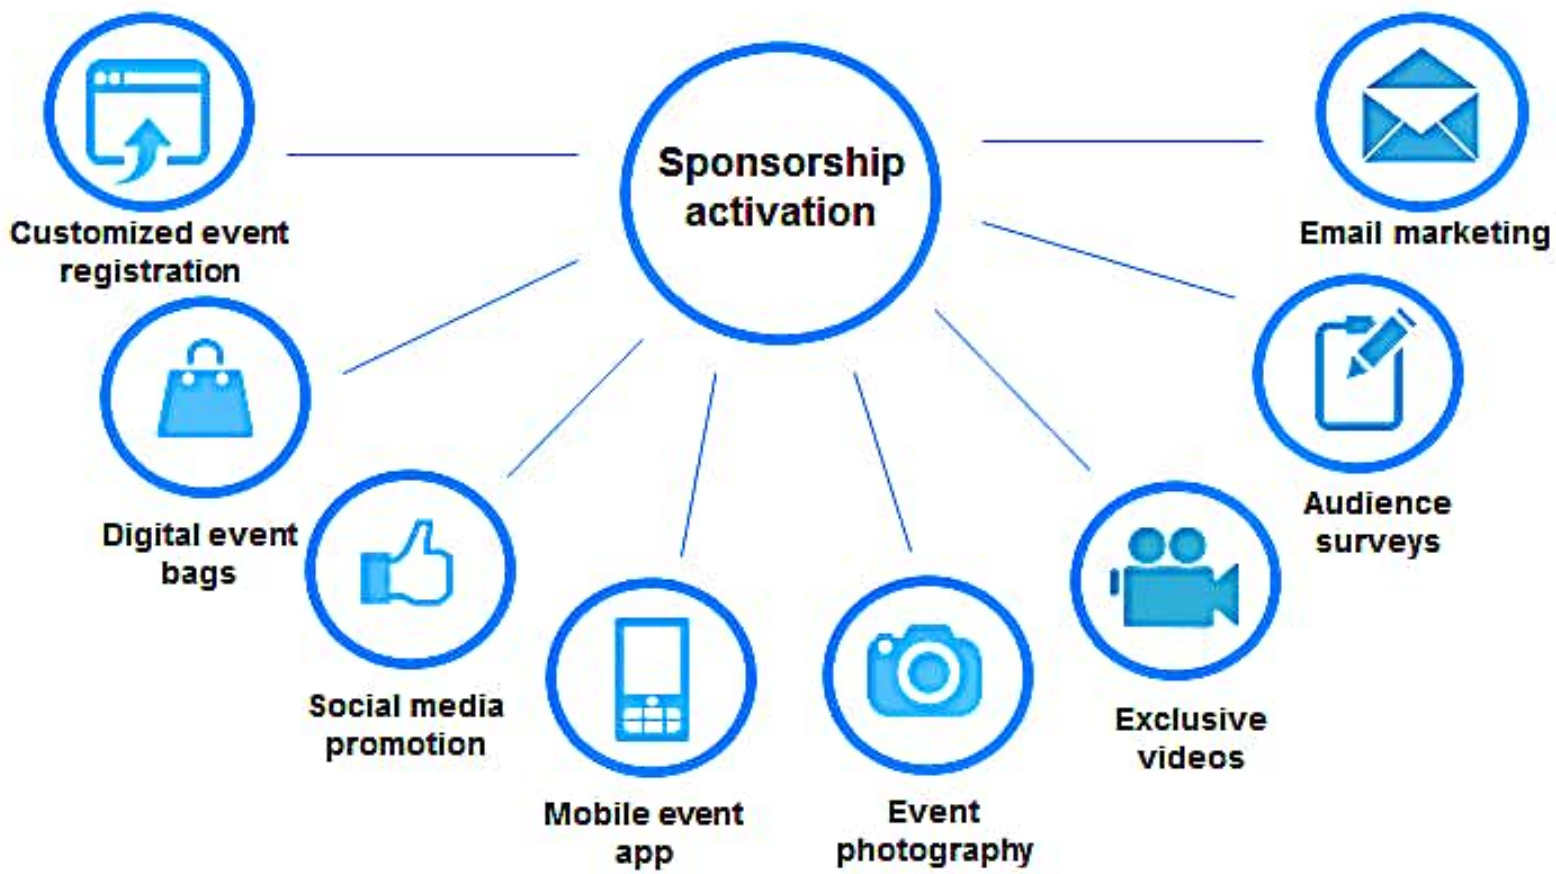 Sponsorship
activation
Customized event
registration
Digital event
bags
Social media
promotion
Mobile event
app
Event
photography
Exclusive
videos
Audience
surveys
Email marketing